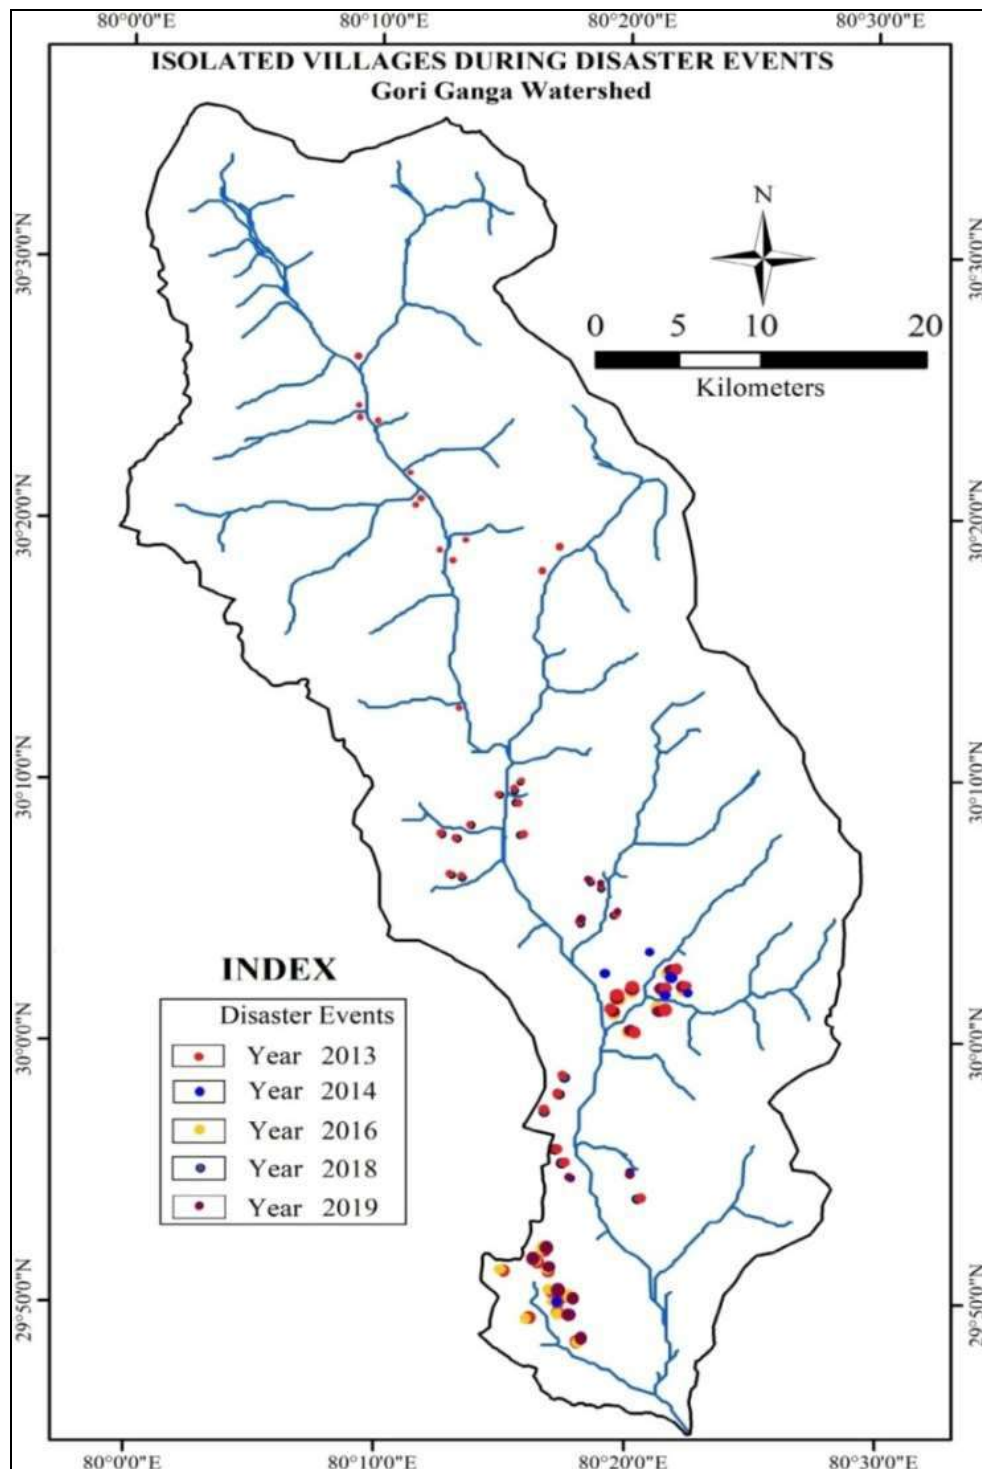 80°0'0"E 80°10'0"E 80°20'0"E 80°30'0"E
ISOLATED VILLAGES DURING DISASTER EVENTS
Gori Ganga Watershed
N
30°30'0"N 30°30'0"N
0 5 10 20
Kilometers
30°20'0"N 30°20'0"N
30°10'0"N 30°10'0"N
INDEX
Disaster Events
30°0'0"N 30°0'0"N
Year 2013
Year 2014
Year 2016
Year 2018
Year 2019
29°50'0"N 29°50'0"N
80°0'0"E 80°10'0"E 80°20'0"E 80°30'0"E